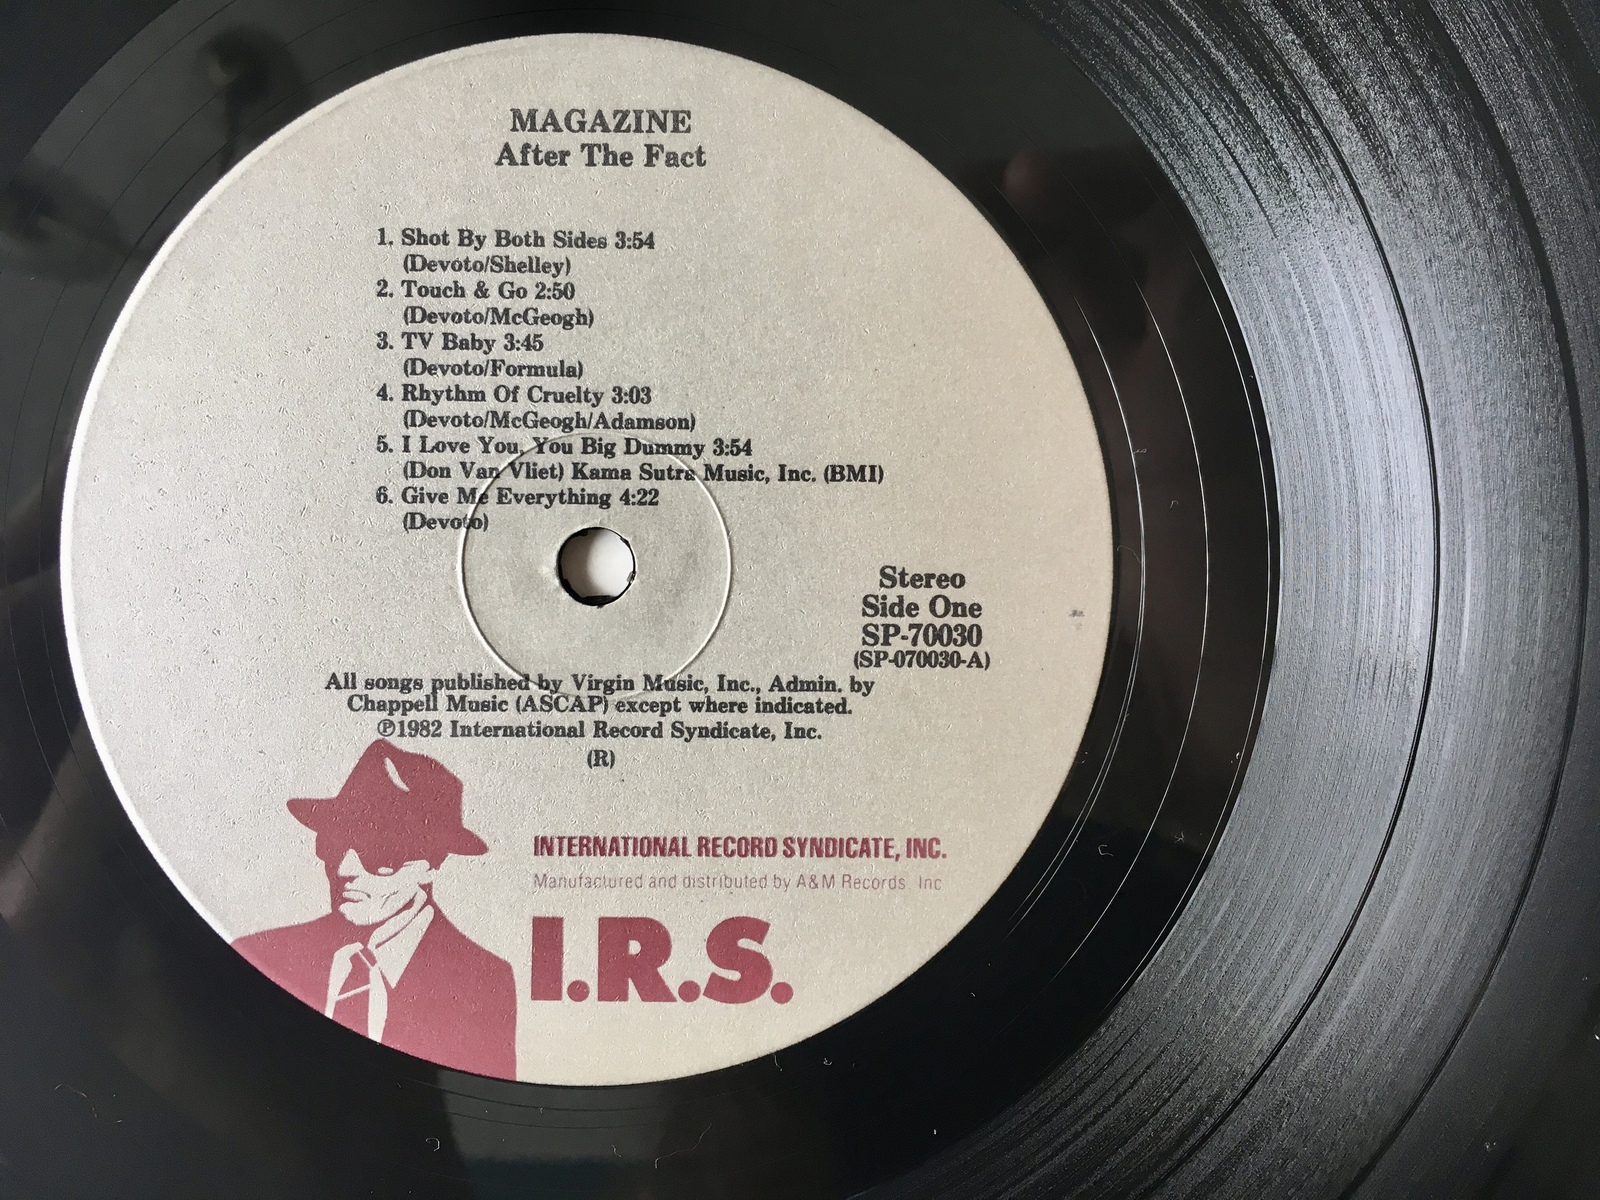 MAGAZINE
After The Fact
1. Shot By Both Sides 3:54
(Devoto/Shelley)
2. Touch & Go 2:50
(Devoto/McGeogh)
3. TV Baby 3:45
(Devoto/Formula)
4. Rhythm Of Cruelty 3:03
(Devoto/McGeogh/Adamson)
5. I Love You, You Big Dummy 3:54
(Don Van Vliet) Kama Sutra Music, Inc. (BMI)
6. Give Me Everything 4:22
(Devoto)
Stereo
Side One
SP-70030
(SP-070030-A)
All songs published by Virgin Music, Inc., Admin. by
Chappell Music (ASCAP) except where indicated.
℗1982 International Record Syndicate, Inc.
(R)
INTERNATIONAL RECORD SYNDICATE, INC.
Manufactured and distributed by A&M Records Inc
I.R.S.